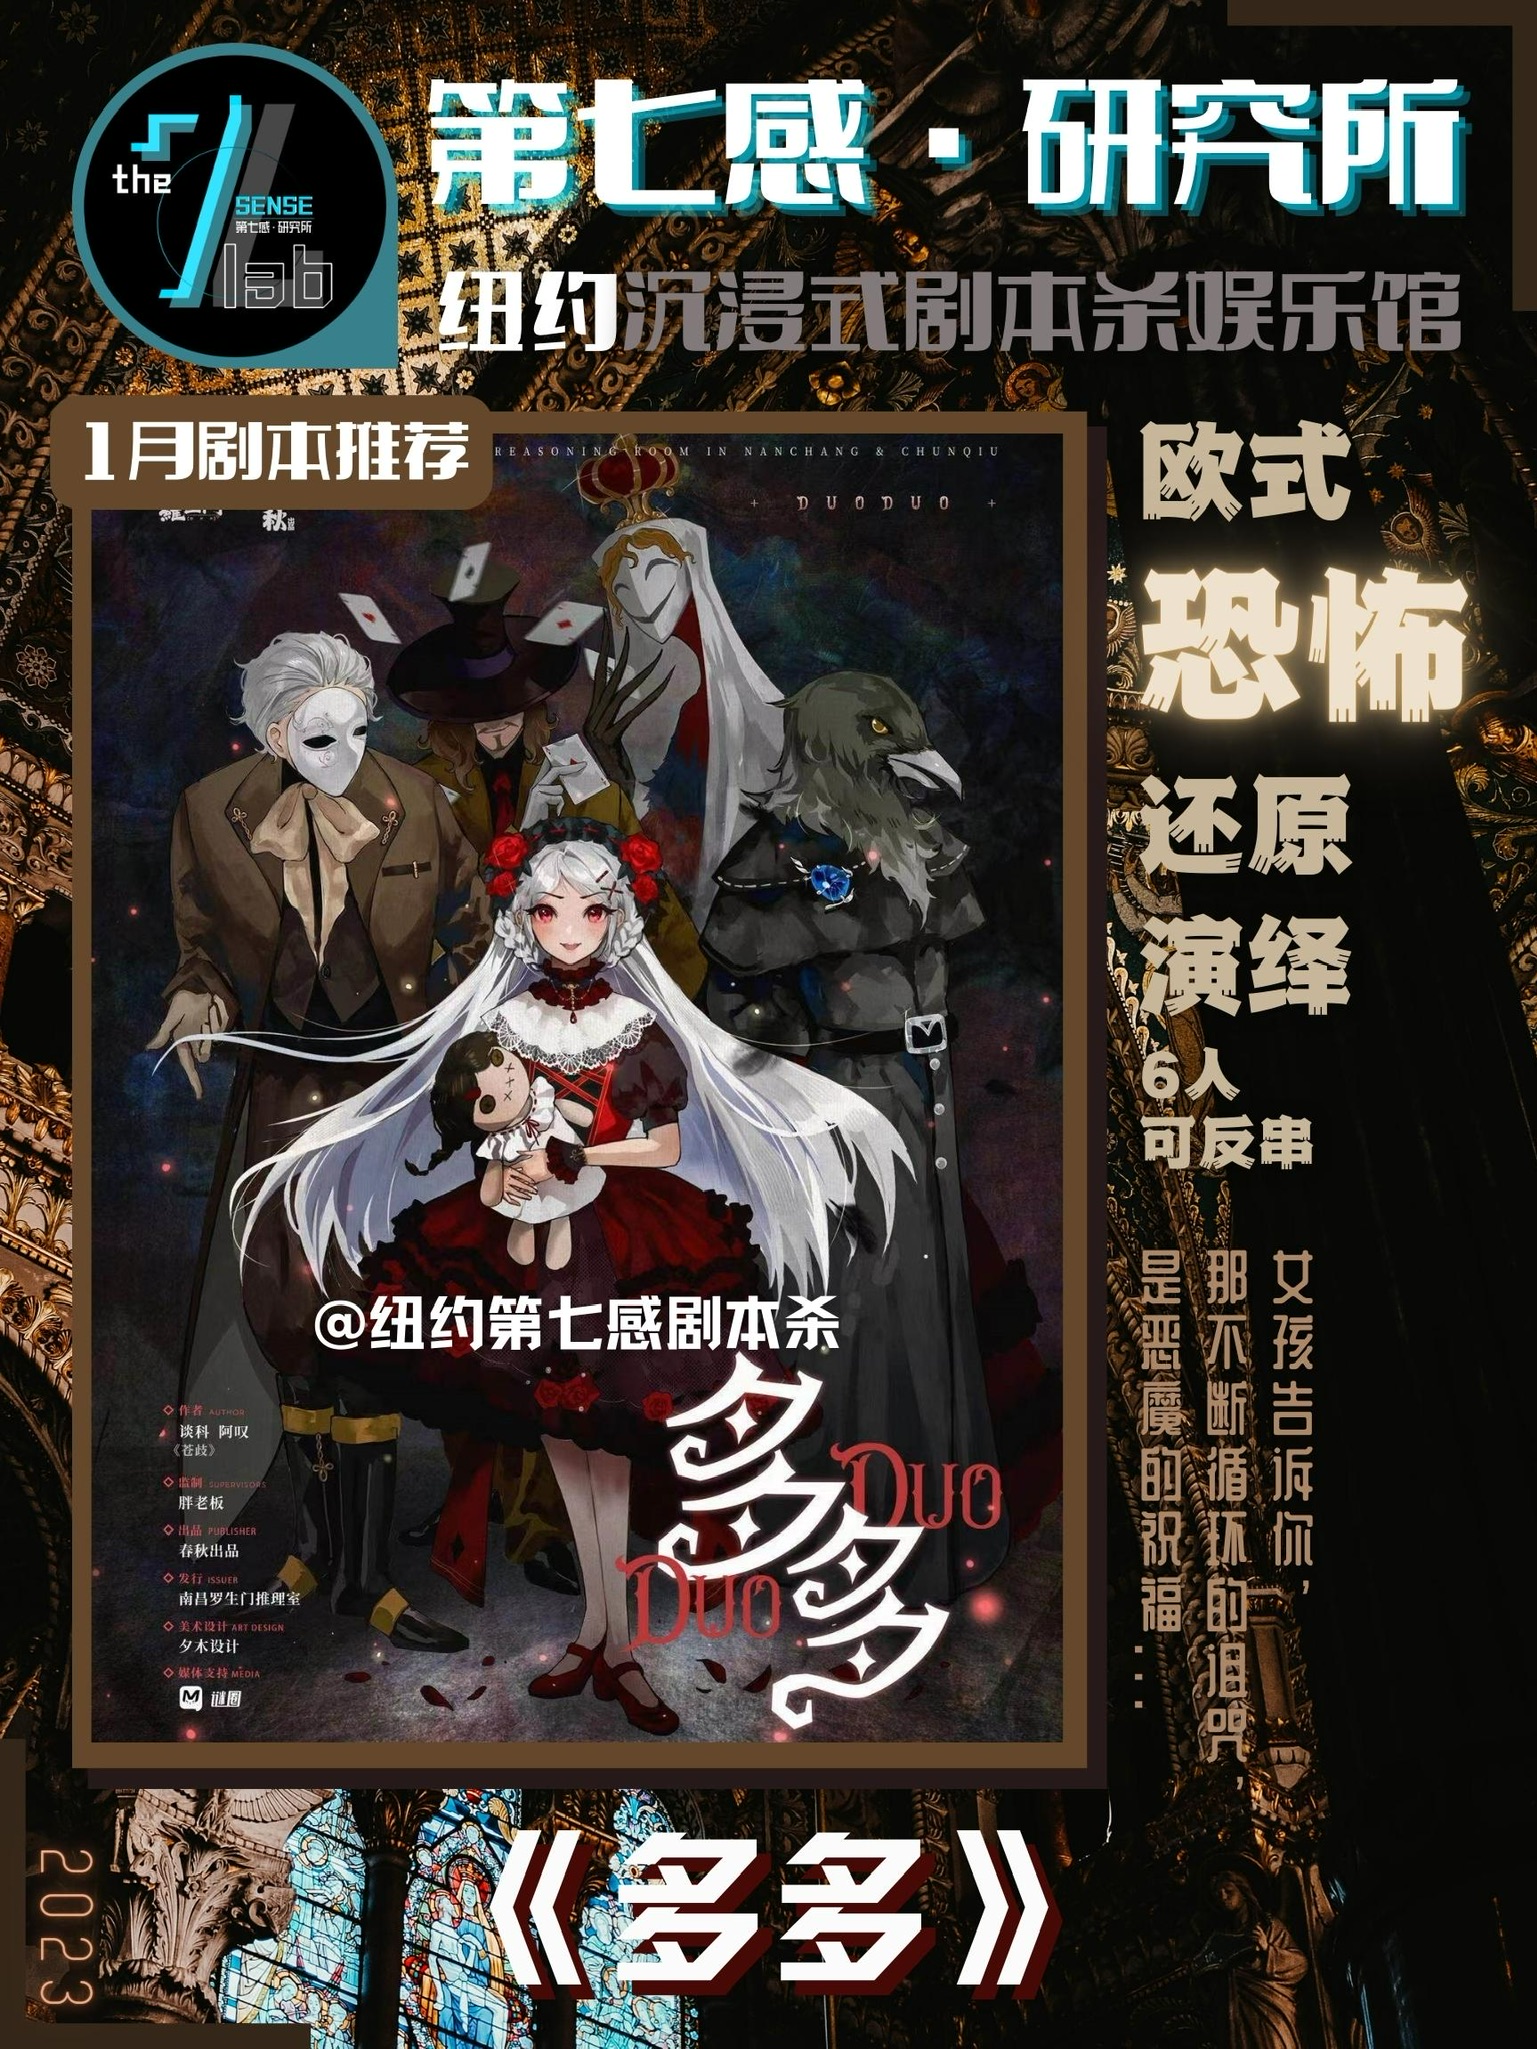 the
SENSE
第七感·研究所
lab
第七感·研究所
纽约沉浸式剧本杀娱乐馆
1月剧本推荐
REASONING ROOM IN NANCHANG & CHUNQIU
+ DUODUO +
欧式
恐怖
还原
演绎
6人
可反串
女孩告诉你，
那不断循环的诅咒，
是恶魔的祝福……
@纽约第七感剧本杀
多多
DUO
DUO
作者 AUTHOR
谈科 阿叹
《苍歧》
监制 SUPERVISORS
胖老板
出品 PUBLISHER
春秋出品
发行 ISSUER
南昌罗生门推理室
美术设计 ART DESIGN
夕木设计
媒体支持 MEDIA
谜圈
《多多》
2023